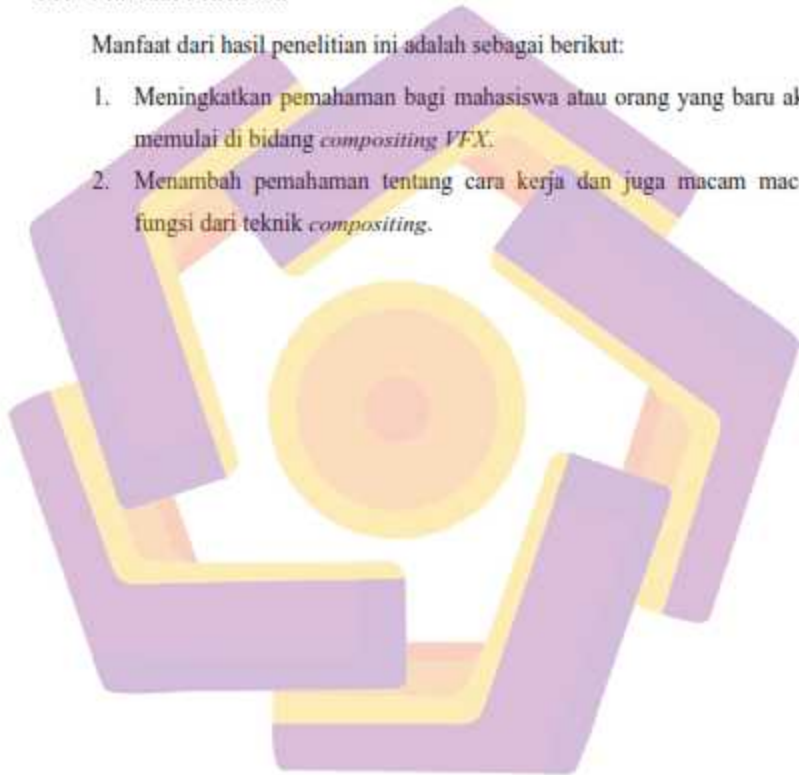 Manfaat dari hasil penelitian ini adalah sebagai berikut:
1. Meningkatkan pemahaman bagi mahasiswa atau orang yang baru
memulai di bidang compositing VFX.
2. Menambah pemahaman tentang cara kerja dan juga macam
fungsi dari teknik compositing.